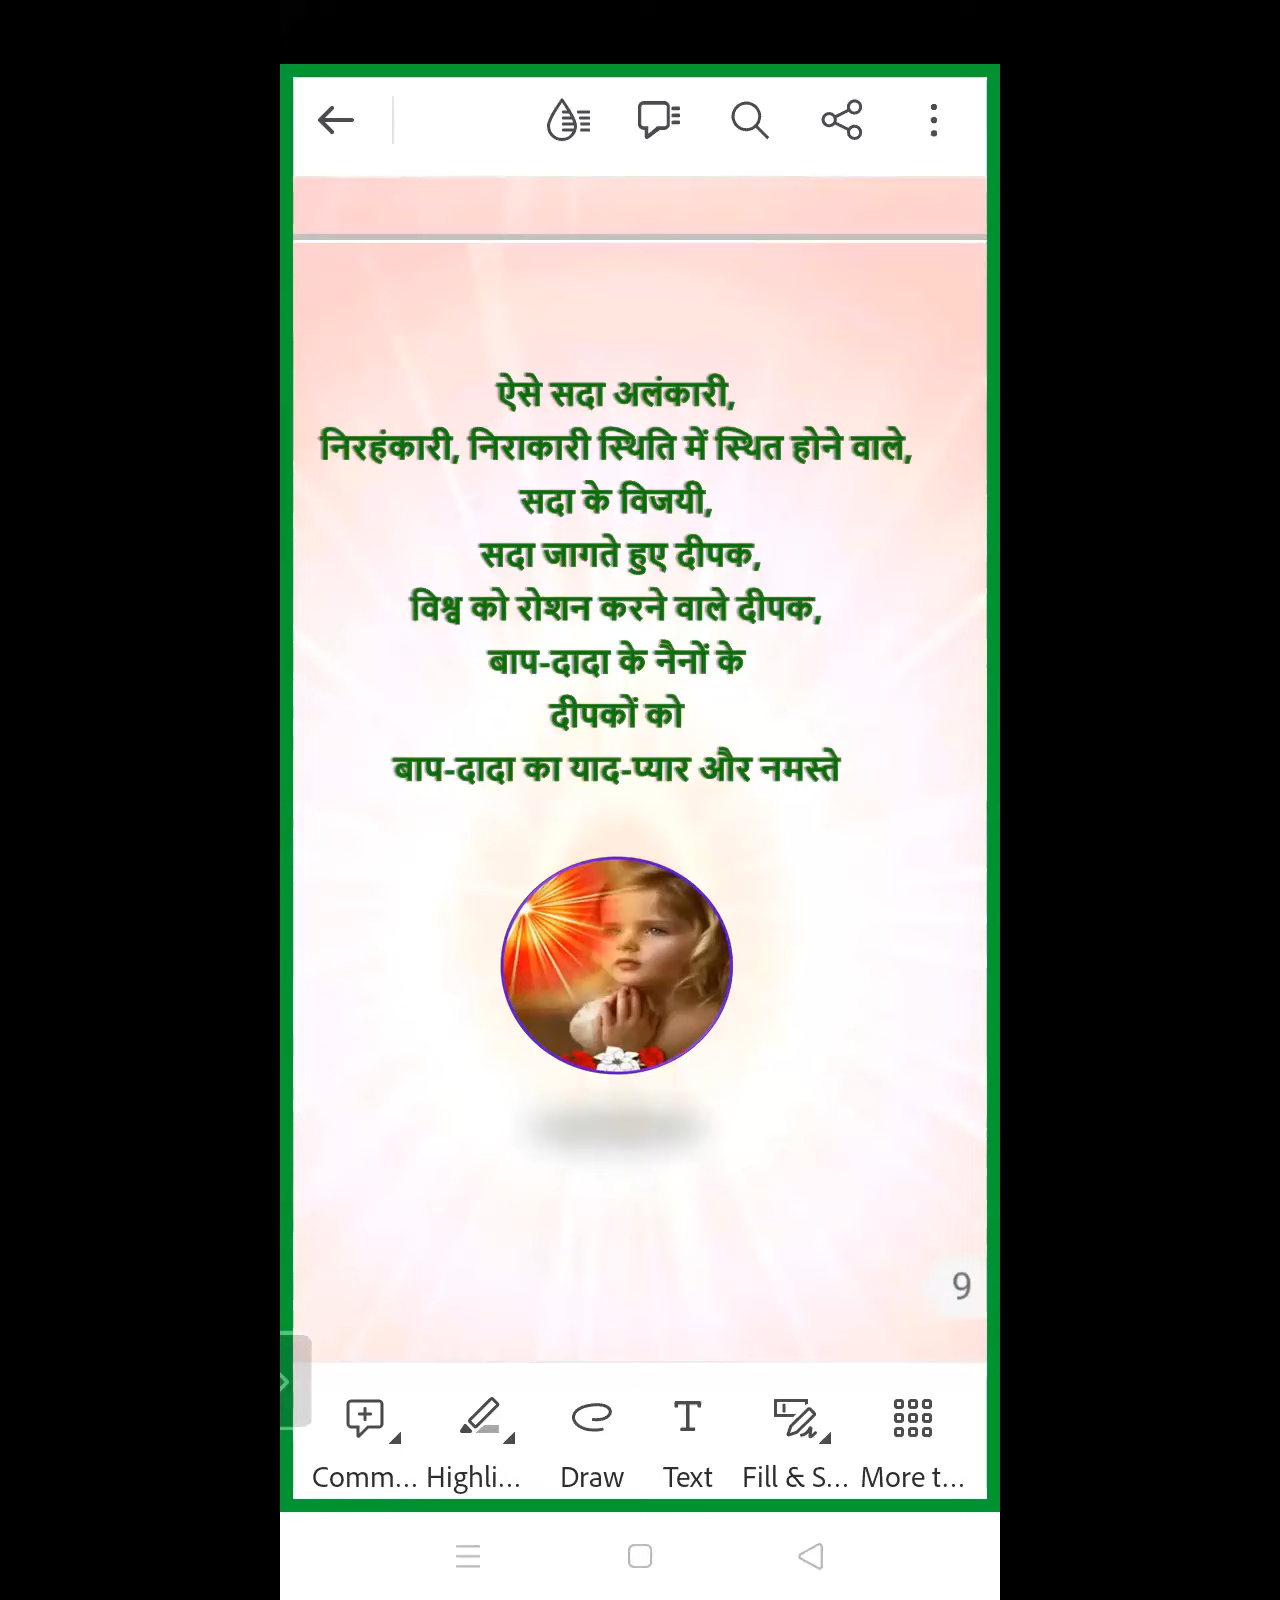 ऐसे सदा अलंकारी,
निरहंकारी, निराकारी स्थिति में स्थित होने वाले,
सदा के विजयी,
सदा जागते हुए दीपक,
विश्व को रोशन करने वाले दीपक,
बाप-दादा के नैनों के
दीपकों को
बाप-दादा का याद-प्यार और नमस्ते
9
Comm... Highli... Draw Text Fill & S... More t...